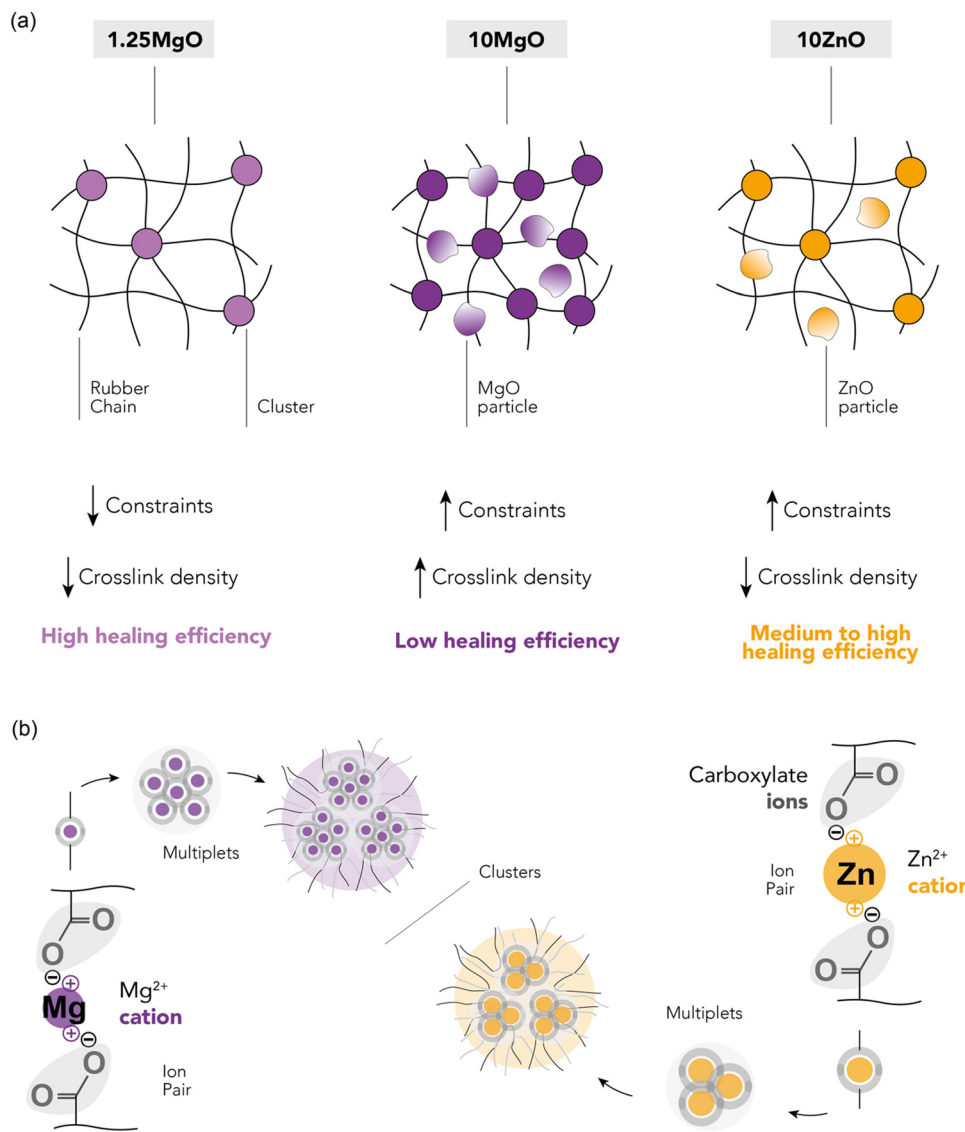 (a)
1.25MgO
10MgO
10ZnO
Rubber
Chain
Cluster
MgO
particle
ZnO
particle
↓ Constraints
↑ Constraints
↑ Constraints
↓ Crosslink density
↑ Crosslink density
↓ Crosslink density
High healing efficiency
Low healing efficiency
Medium to high
healing efficiency
(b)
Multiplets
Clusters
O
O
⊖
⊕
Mg
⊕
⊖
O
O
Mg²⁺
cation
Ion
Pair
Carboxylate
ions
O
O
⊖
⊕
Zn
⊕
⊖
O
O
Ion
Pair
Zn²⁺
cation
Multiplets